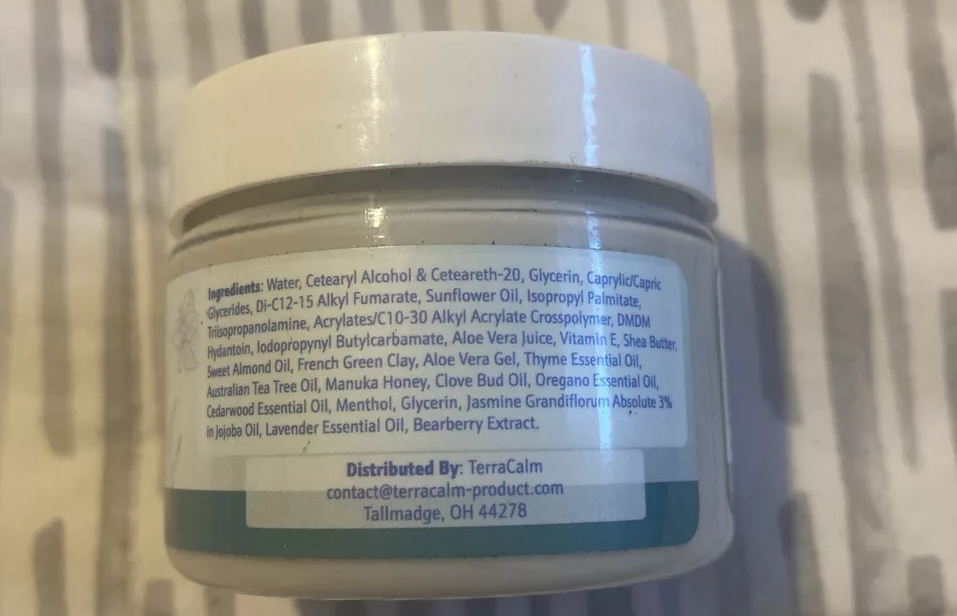 Ingredients: Water, Cetearyl Alcohol & Ceteareth-20, Glycerin, Caprylic/Capric
Glycerides, Di-C12-15 Alkyl Fumarate, Sunflower Oil, Isopropyl Palmitate,
Triisopropanolamine, Acrylates/C10-30 Alkyl Acrylate Crosspolymer, DMDM
Hydantoin, Iodopropynyl Butylcarbamate, Aloe Vera Juice, Vitamin E, Shea Butter,
Sweet Almond Oil, French Green Clay, Aloe Vera Gel, Thyme Essential Oil,
Australian Tea Tree Oil, Manuka Honey, Clove Bud Oil, Oregano Essential Oil,
Cedarwood Essential Oil, Menthol, Glycerin, Jasmine Grandiflorum Absolute 3%
in jojoba Oil, Lavender Essential Oil, Bearberry Extract.
Distributed By: TerraCalm
contact@terracalm-product.com
Tallmadge, OH 44278